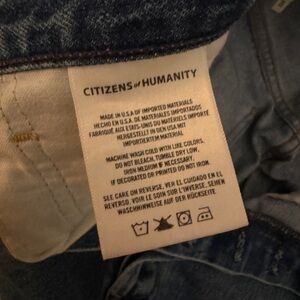 CITIZENS of HUMANITY
MADE IN U.S.A OF IMPORTED MATERIALS
HECHO EN U.S.A. DE MATERIALES IMPORTADOS
FABRIQUÉ AUX ETATS-UNIS DU MATÉRIELS IMPORTÉ
HERGESTELLT IN DEN USA MIT
IMPORTIERTEM MATERIAL
MACHINE WASH COLD WITH LIKE COLORS,
DO NOT BLEACH, TUMBLE DRY LOW,
IRON MEDIUM IF NECESSARY.
IF DECORATED OR PRINTED DO NOT IRON.
SEE CARE ON REVERSE. VER EL CUIDADO EN EL
REVERSO. VOIR LE SOIN SUR L'INVERSE. SEHEN
WASCHHINWEISE AUF DER RÜCKSEITE